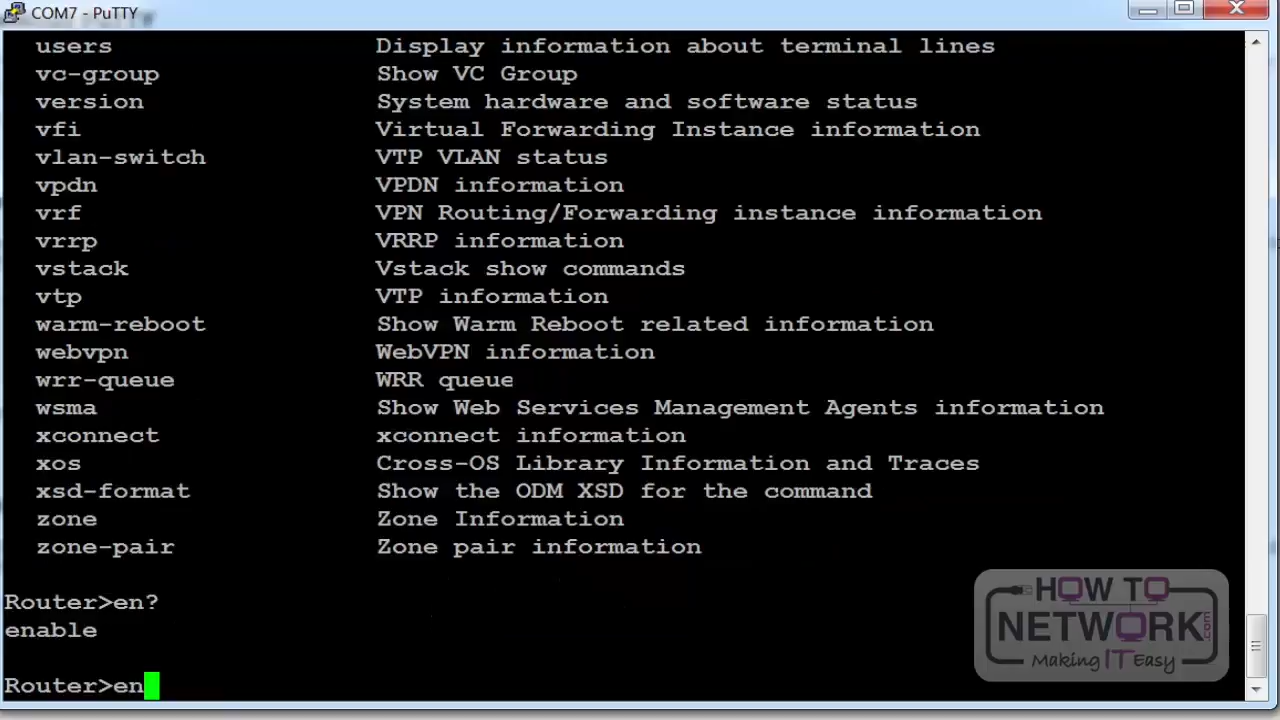 COM7 - PuTTY
users Display information about terminal lines
vc-group Show VC Group
version System hardware and software status
vfi Virtual Forwarding Instance information
vlan-switch VTP VLAN status
vpdn VPDN information
vrf VPN Routing/Forwarding instance information
vrrp VRRP information
vstack Vstack show commands
vtp VTP information
warm-reboot Show Warm Reboot related information
webvpn WebVPN information
wrr-queue WRR queue
wsma Show Web Services Management Agents information
xconnect xconnect information
xos Cross-OS Library Information and Traces
xsd-format Show the ODM XSD for the command
zone Zone Information
zone-pair Zone pair information
Router>en?
enable
Router>en
HOW TO
NETWORK.com
Making IT Easy